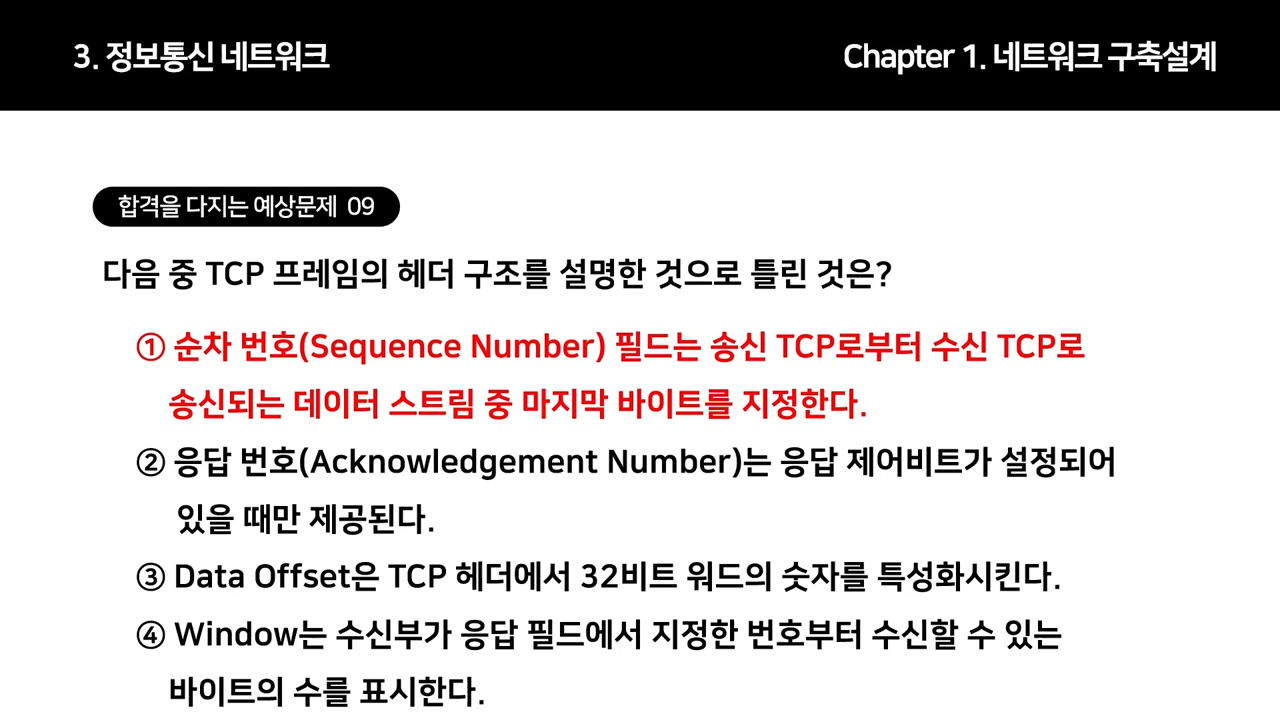 3. 정보통신 네트워크
Chapter 1. 네트워크 구축설계
합격을 다지는 예상문제 09
다음 중 TCP 프레임의 헤더 구조를 설명한 것으로 틀린 것은?
① 순차 번호(Sequence Number) 필드는 송신 TCP로부터 수신 TCP로
송신되는 데이터 스트림 중 마지막 바이트를 지정한다.
② 응답 번호(Acknowledgement Number)는 응답 제어비트가 설정되어
있을 때만 제공된다.
③ Data Offset은 TCP 헤더에서 32비트 워드의 숫자를 특성화시킨다.
④ Window는 수신부가 응답 필드에서 지정한 번호부터 수신할 수 있는
바이트의 수를 표시한다.